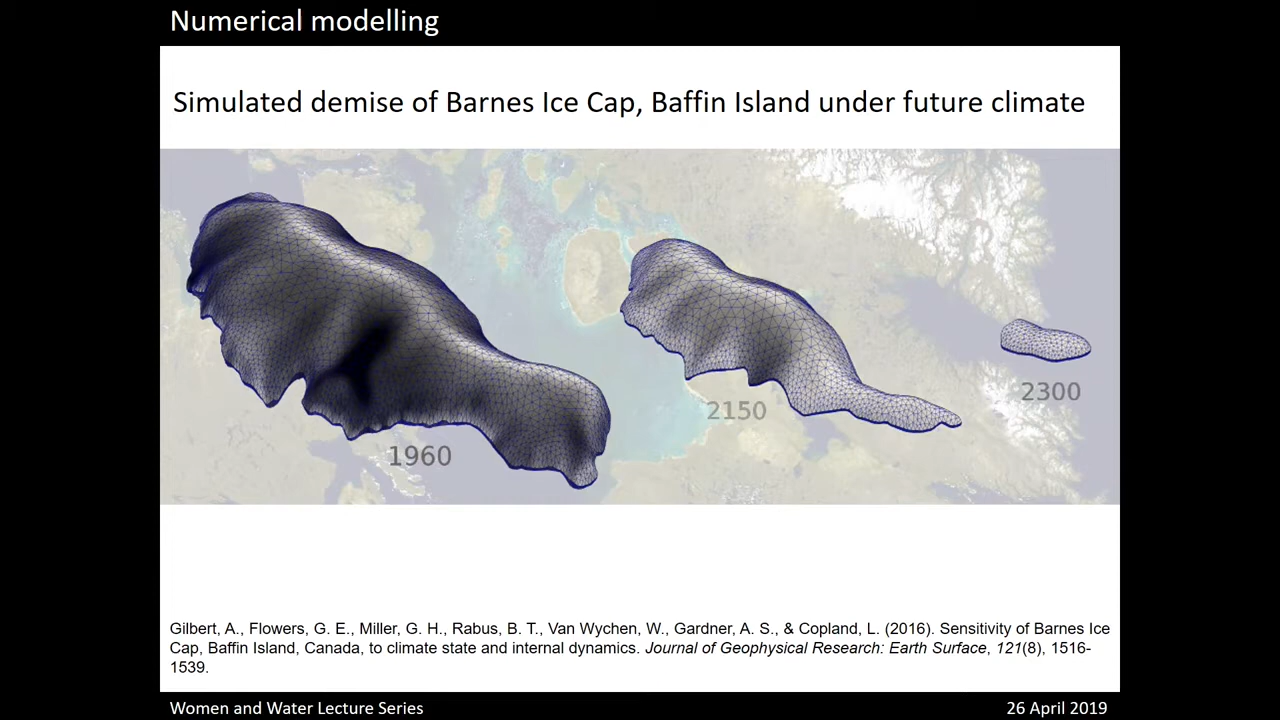 Numerical modelling
Simulated demise of Barnes Ice Cap, Baffin Island under future climate
1960
2150
2300
Gilbert, A., Flowers, G. E., Miller, G. H., Rabus, B. T., Van Wychen, W., Gardner, A. S., & Copland, L. (2016). Sensitivity of Barnes Ice
Cap, Baffin Island, Canada, to climate state and internal dynamics. Journal of Geophysical Research: Earth Surface, 121(8), 1516-
1539.
Women and Water Lecture Series
26 April 2019